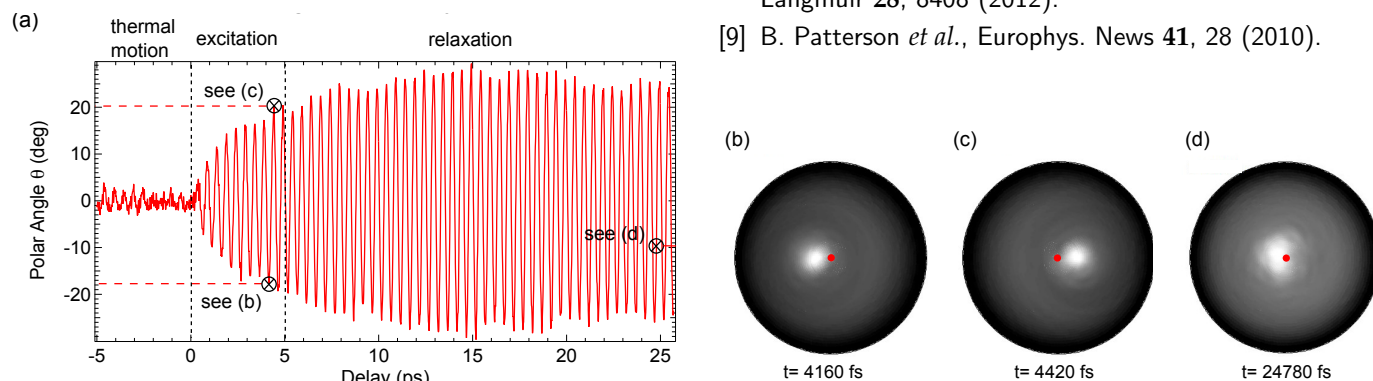 (a)
thermal
motion
excitation
relaxation
see (c)
see (d)
see (b)
Polar Angle θ (deg)
20
10
0
-10
-20
-5
0
5
10
15
20
25
Delay (ps)
Langmuir 28, 8408 (2012).
[9] B. Patterson et al., Europhys. News 41, 28 (2010).
(b)
(c)
(d)
t= 4160 fs
t= 4420 fs
t= 24780 fs